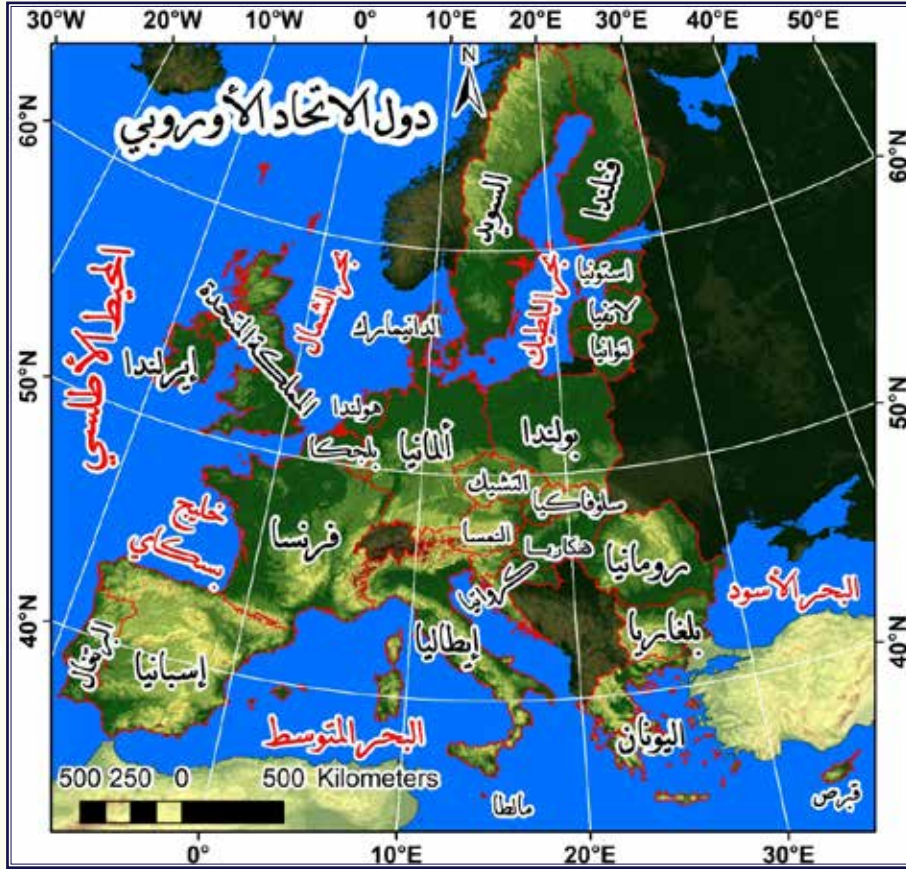 30°W 20°W 10°W 0° 10°E 20°E 30°E 40°E 50°E
N
دول الاتحاد الأوروبي
60°N
60°N
فنلندا
السويد
استونيا
لاتفيا
لتوانيا
بحر البلطيق
بحر الشمال
الدانيمارك
المملكة المتحدة
إيرلندا
المحيط الأطلسي
50°N
50°N
هولندا
بلجكا
ألمانيا
بولندا
التشيك
سلوفاكيا
النمسا
هنكاريا
رومانيا
فرنسا
خليج
بسكاي
كرواتيا
البحر الأسود
بلغاريا
إيطاليا
40°N
40°N
البرتغال
إسبانيا
اليونان
البحر المتوسط
500 250 0 500 Kilometers
مالطا
قبرص
0° 10°E 20°E 30°E